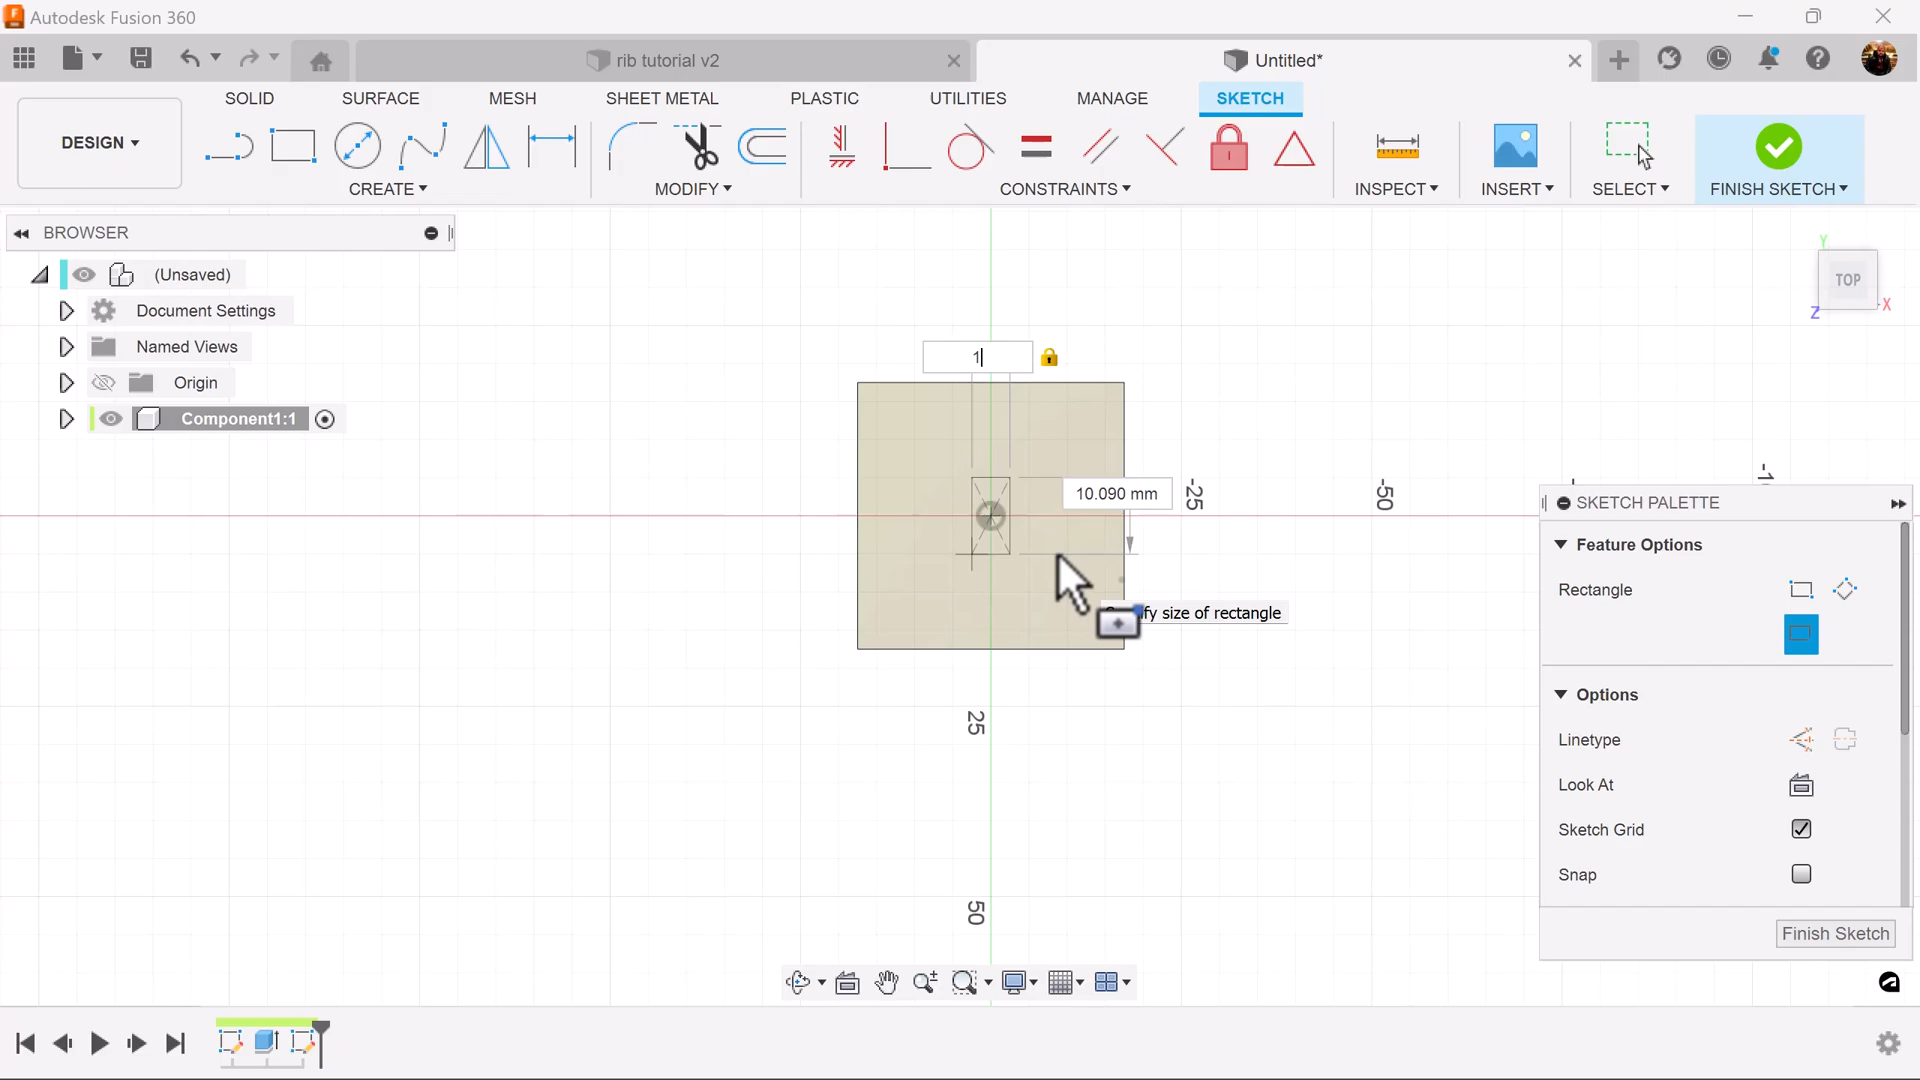 Autodesk Fusion 360
rib tutorial v2
Untitled*
SOLID SURFACE MESH SHEET METAL PLASTIC UTILITIES MANAGE SKETCH
DESIGN
CREATE MODIFY CONSTRAINTS INSPECT INSERT SELECT FINISH SKETCH
BROWSER
(Unsaved)
Document Settings
Named Views
Origin
Component1:1
Y
TOP
X
Z
1
10.090 mm
-25
-50
size of rectangle
25
50
SKETCH PALETTE
Feature Options
Rectangle
Options
Linetype
Look At
Sketch Grid
Snap
Finish Sketch